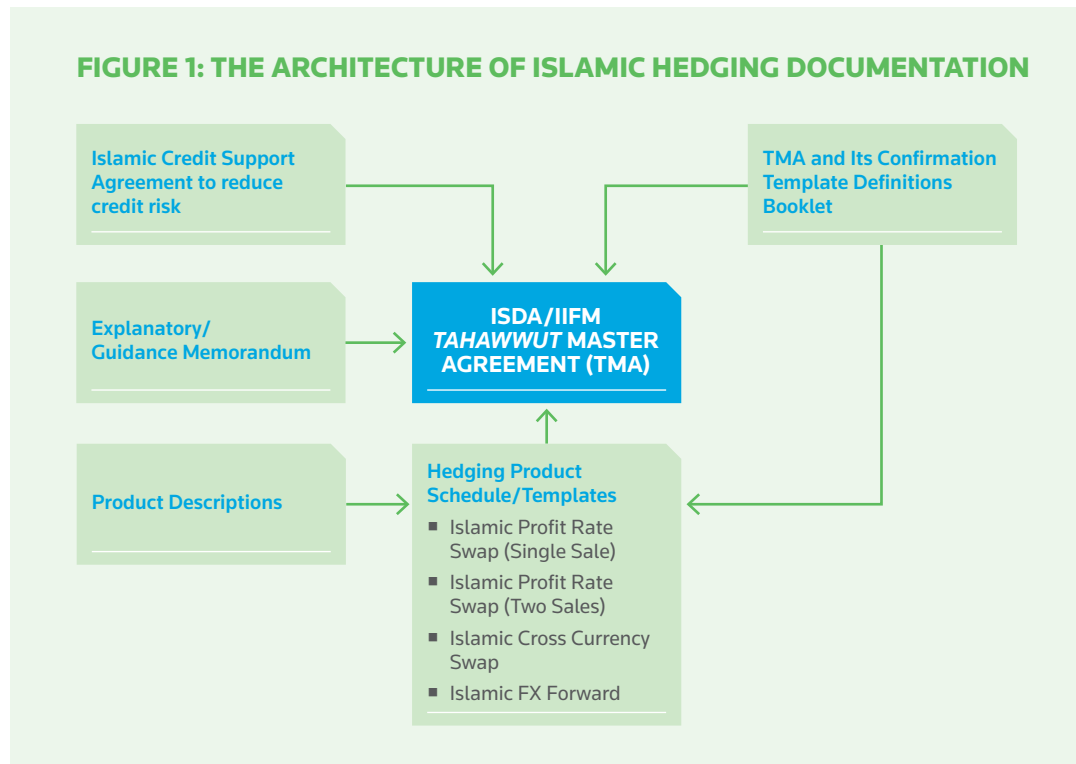 FIGURE 1: THE ARCHITECTURE OF ISLAMIC HEDGING DOCUMENTATION
Islamic Credit Support
Agreement to reduce
credit risk
TMA and Its Confirmation
Template Definitions
Booklet
Explanatory/
Guidance Memorandum
ISDA/IIFM
TAHAWWUT MASTER
AGREEMENT (TMA)
Product Descriptions
Hedging Product
Schedule/Templates
■ Islamic Profit Rate
Swap (Single Sale)
■ Islamic Profit Rate
Swap (Two Sales)
■ Islamic Cross Currency
Swap
■ Islamic FX Forward